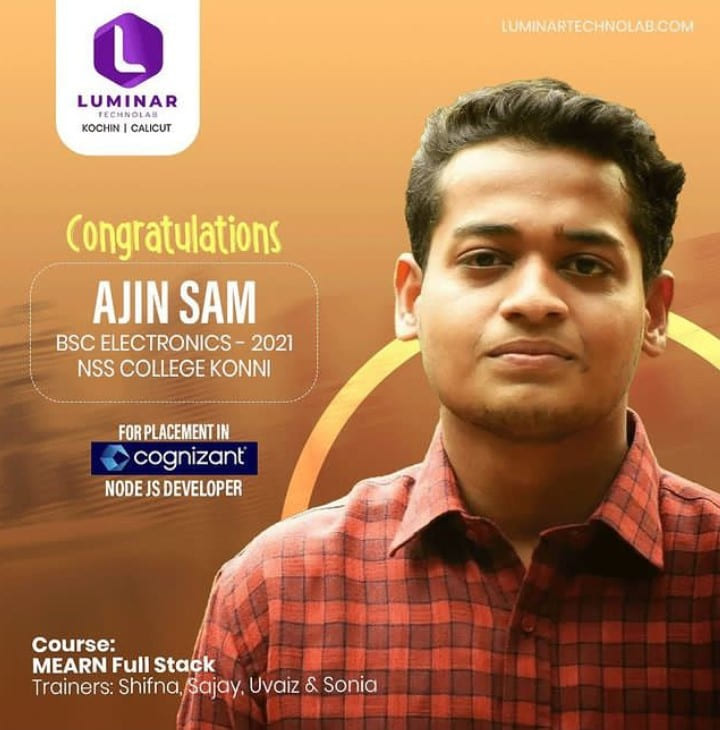 LUMINARTECHNOLAB.COM
L
LUMINAR
TECHNOLAB
KOCHIN | CALICUT
Congratulations
AJIN SAM
BSC ELECTRONICS - 2021
NSS COLLEGE KONNI
FOR PLACEMENT IN
cognizant
NODE JS DEVELOPER
Course:
MEARN Full Stack
Trainers: Shifna, Sajay, Uvaiz & Sonia